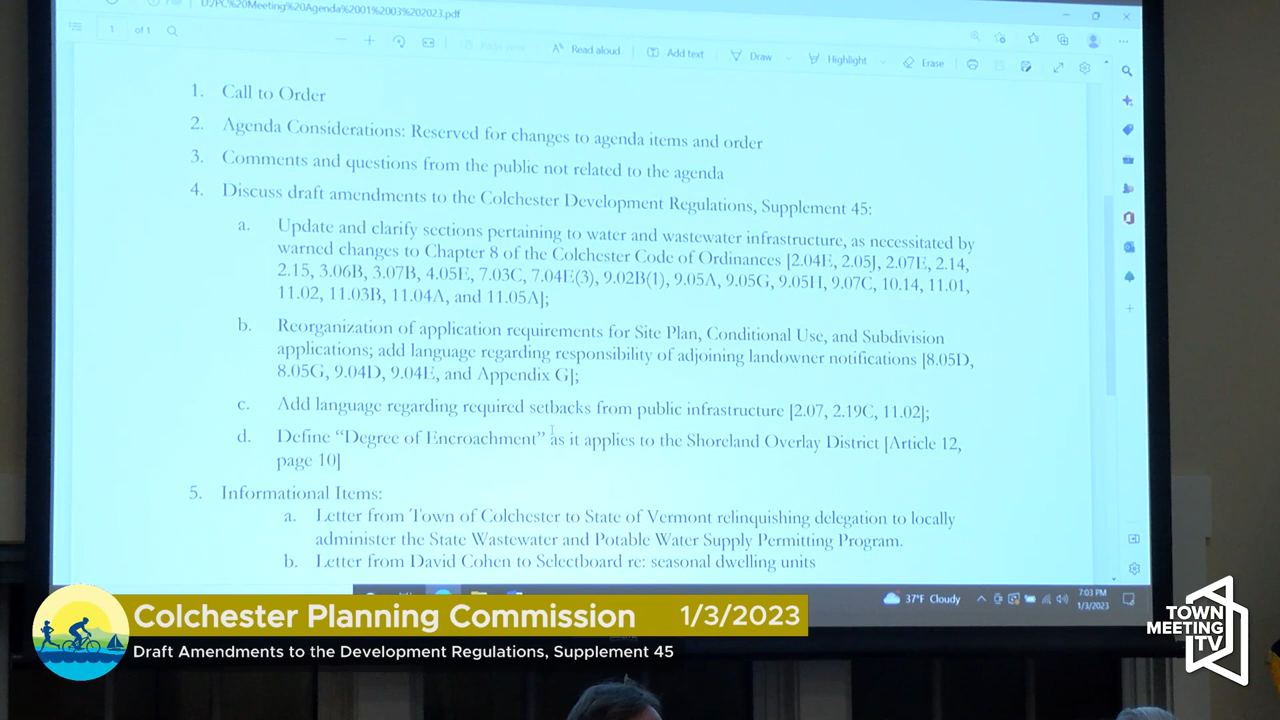 D:/PC%20Meeting%20Agenda%2001%2003%202023.pdf
1 of 1
Read aloud Add text Draw Highlight Erase
1. Call to Order
2. Agenda Considerations: Reserved for changes to agenda items and order
3. Comments and questions from the public not related to the agenda
4. Discuss draft amendments to the Colchester Development Regulations, Supplement 45:
a. Update and clarify sections pertaining to water and wastewater infrastructure, as necessitated by
warned changes to Chapter 8 of the Colchester Code of Ordinances [2.04E, 2.05J, 2.07E, 2.14,
2.15, 3.06B, 3.07B, 4.05E, 7.03C, 7.04E(3), 9.02B(1), 9.05A, 9.05G, 9.05H, 9.07C, 10.14, 11.01,
11.02, 11.03B, 11.04A, and 11.05A];
b. Reorganization of application requirements for Site Plan, Conditional Use, and Subdivision
applications; add language regarding responsibility of adjoining landowner notifications [8.05D,
8.05G, 9.04D, 9.04E, and Appendix G];
c. Add language regarding required setbacks from public infrastructure [2.07, 2.19C, 11.02];
d. Define “Degree of Encroachment” as it applies to the Shoreland Overlay District [Article 12,
page 10]
5. Informational Items:
a. Letter from Town of Colchester to State of Vermont relinquishing delegation to locally
administer the State Wastewater and Potable Water Supply Permitting Program.
b. Letter from David Cohen to Selectboard re: seasonal dwelling units
37°F Cloudy
7:03 PM
1/3/2023
Colchester Planning Commission 1/3/2023
Draft Amendments to the Development Regulations, Supplement 45
TOWN
MEETING
TV